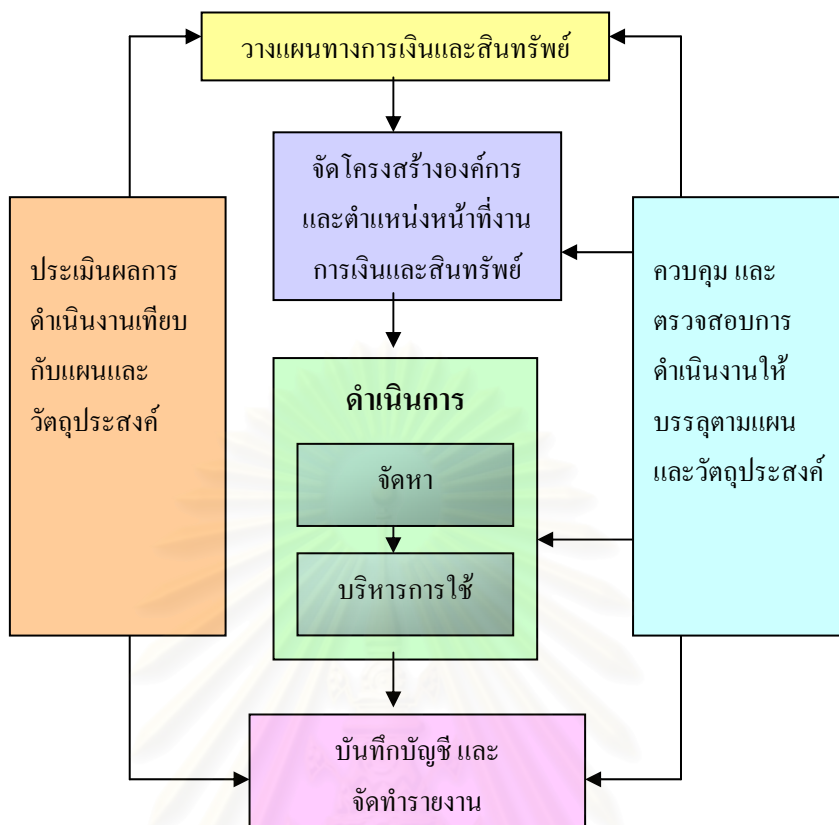 วางแผนทางการเงินและสินทรัพย์
จัดโครงสร้างองค์การ
และตำแหน่งหน้าที่งาน
การเงินและสินทรัพย์
ประเมินผลการ
ดำเนินงานเทียบ
กับแผนและ
วัตถุประสงค์
ดำเนินการ
จัดหา
บริหารการใช้
ควบคุม และ
ตรวจสอบการ
ดำเนินงานให้
บรรลุตามแผน
และวัตถุประสงค์
บันทึกบัญชี และ
จัดทำรายงาน